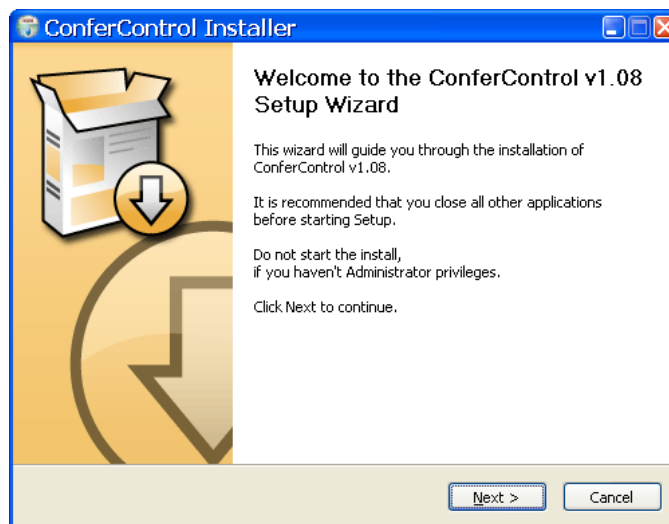 ConferControl Installer
Welcome to the ConferControl v1.08
Setup Wizard
This wizard will guide you through the installation of
ConferControl v1.08.
It is recommended that you close all other applications
before starting Setup.
Do not start the install,
if you haven't Administrator privileges.
Click Next to continue.
Next >
Cancel